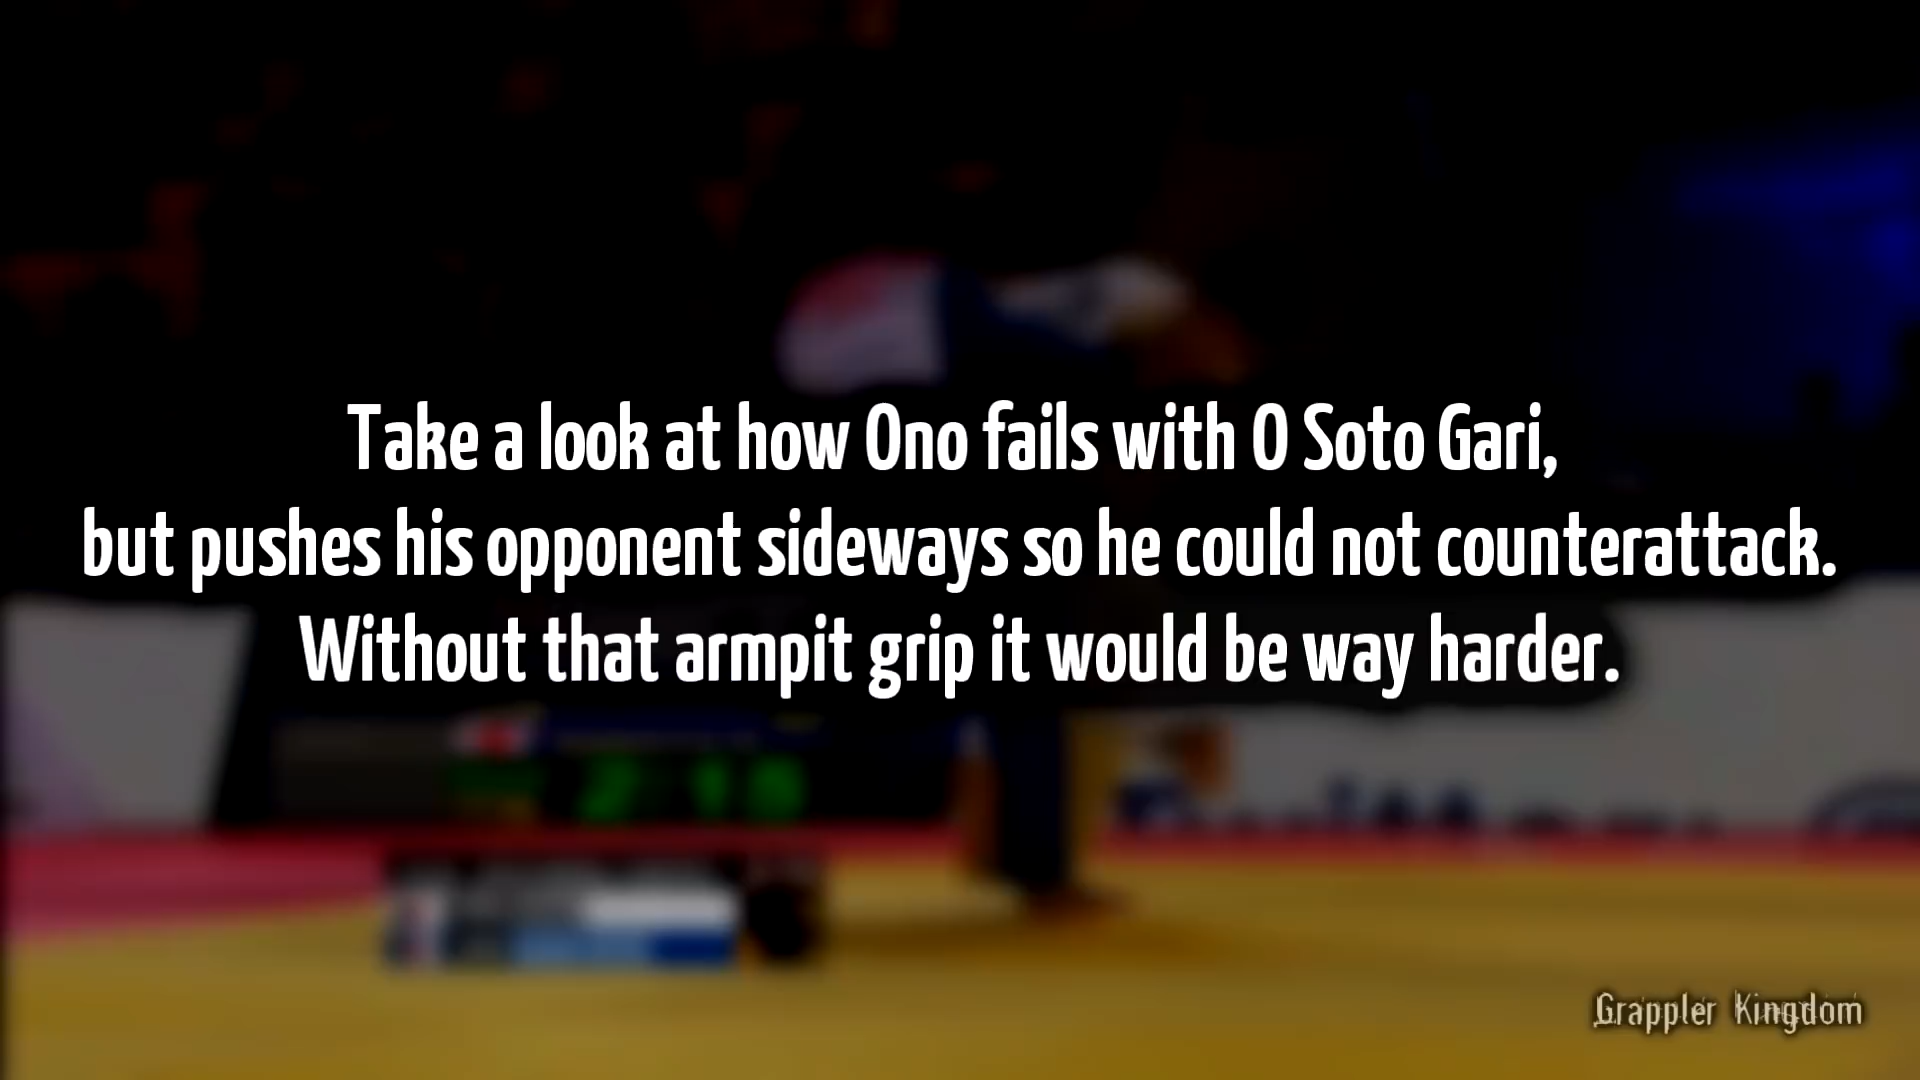 Take a look at how Ono fails with O Soto Gari,
but pushes his opponent sideways so he could not counterattack.
Without that armpit grip it would be way harder.
Grappler Kingdom